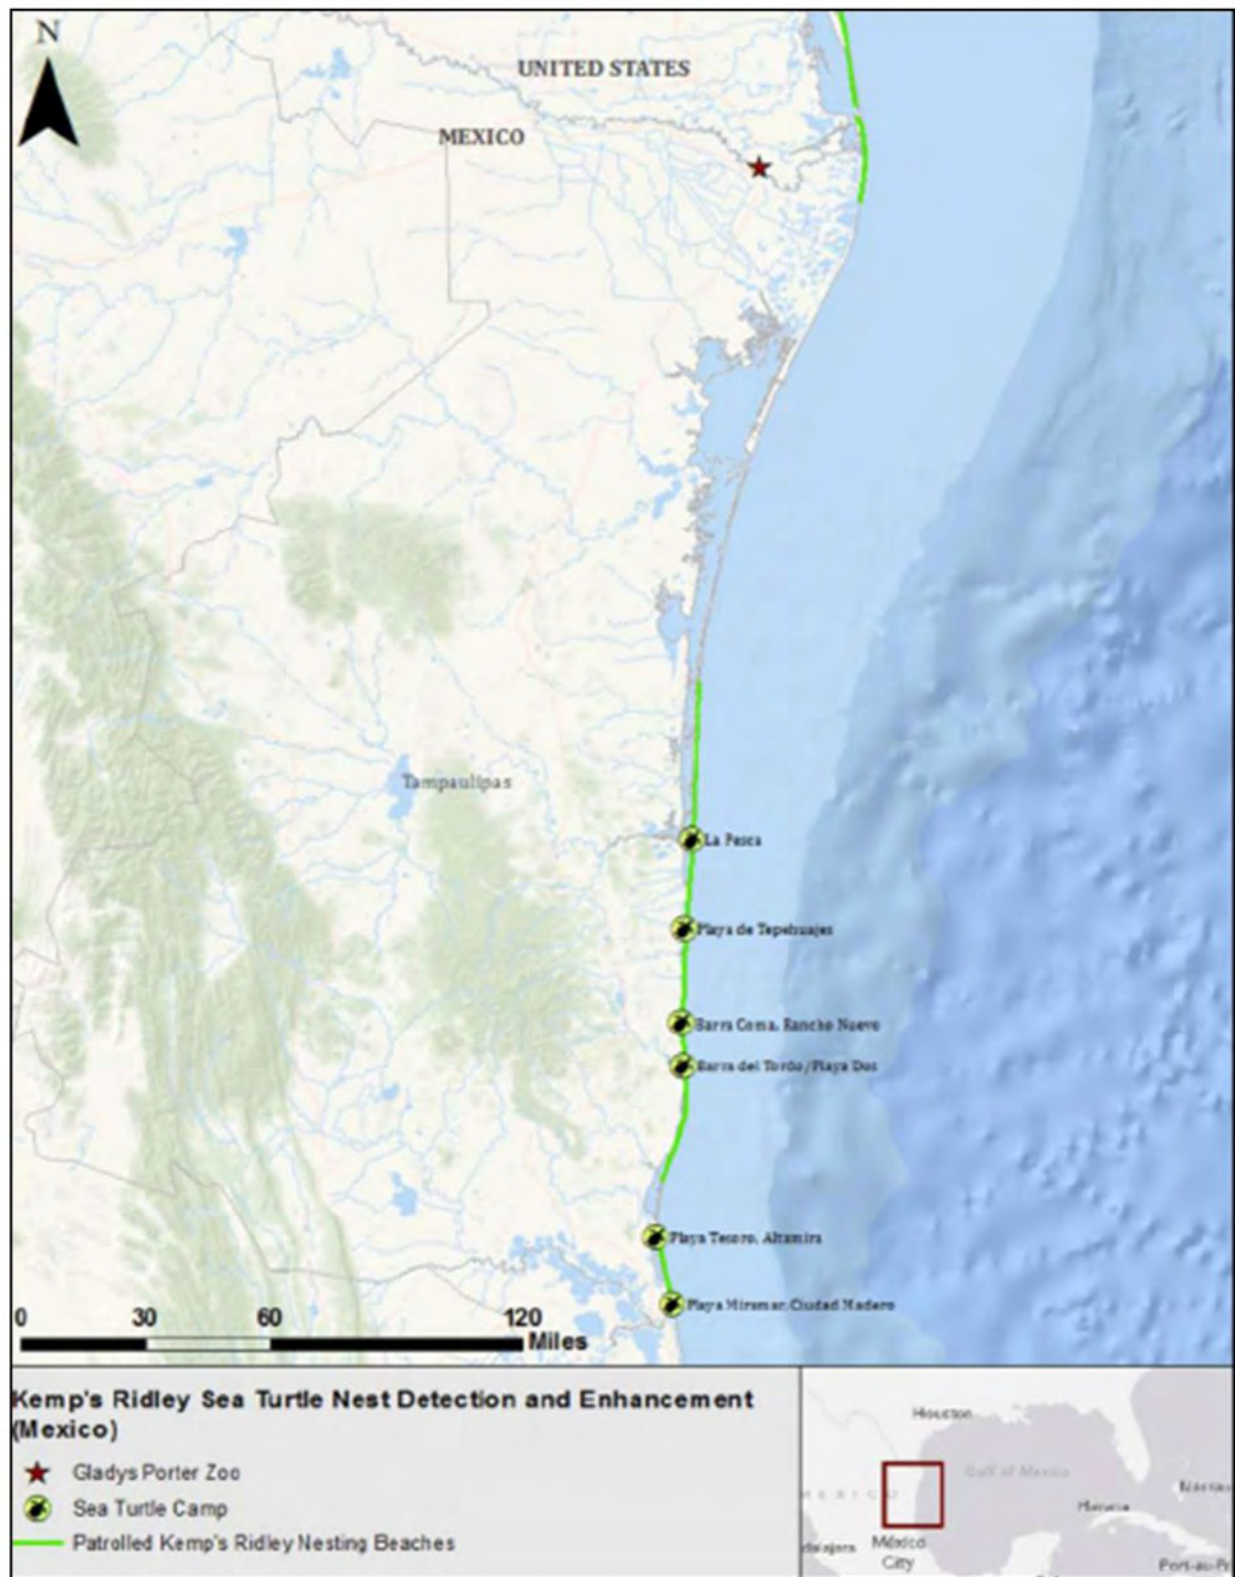 N
UNITED STATES
MEXICO
Tampaulipas
La Pesca
Playa de Tepehuajes
Barra Coma, Rancho Nuevo
Barra del Tordo/Playa Dos
Playa Tesoro, Altamira
Playa Miramar, Ciudad Madero
0 30 60 120
Miles
Kemp's Ridley Sea Turtle Nest Detection and Enhancement
(Mexico)
Gladys Porter Zoo
Sea Turtle Camp
Patrolled Kemp's Ridley Nesting Beaches
Houston
Gulf of Mexico
MEXICO
Havana
México
City